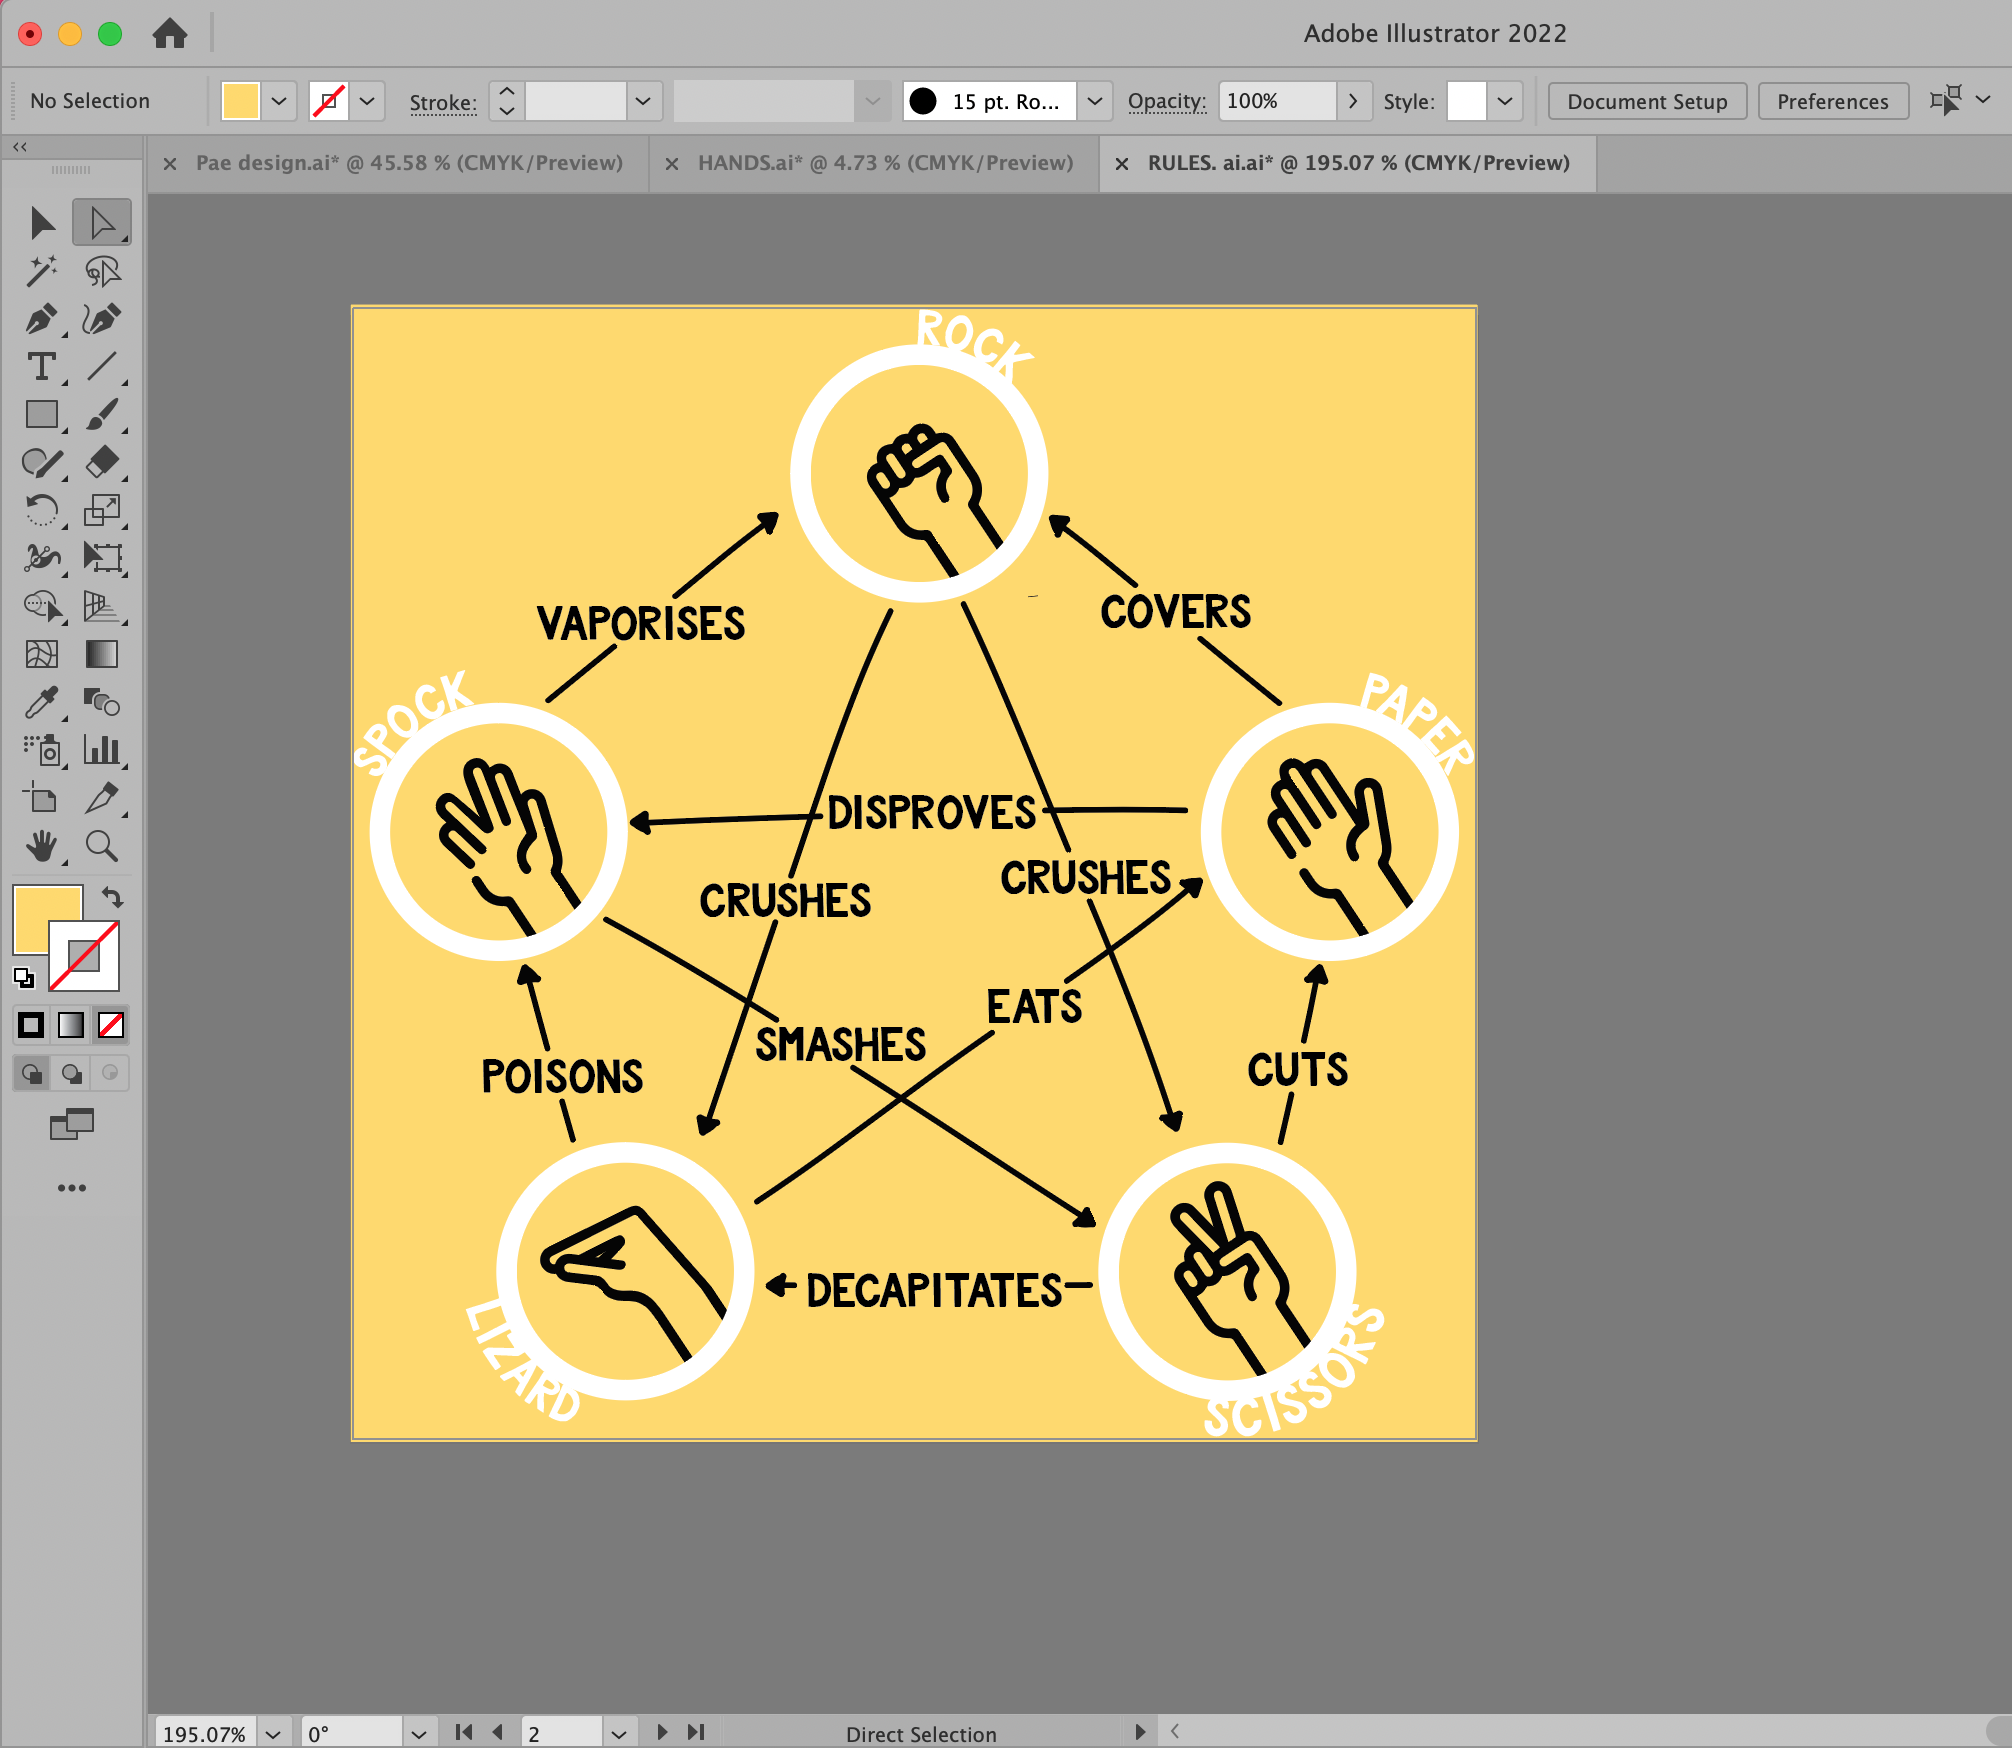 Adobe Illustrator 2022
No Selection
Stroke:
15 pt. Ro...
Opacity:
100%
Style:
Document Setup
Preferences
Pae design.ai* @ 45.58 % (CMYK/Preview)
HANDS.ai* @ 4.73 % (CMYK/Preview)
RULES. ai.ai* @ 195.07 % (CMYK/Preview)
ROCK
VAPORISES
COVERS
SPOCK
PAPER
DISPROVES
CRUSHES
CRUSHES
EATS
SMASHES
POISONS
CUTS
DECAPITATES
LIZARD
SCISSORS
195.07%
0°
2
Direct Selection